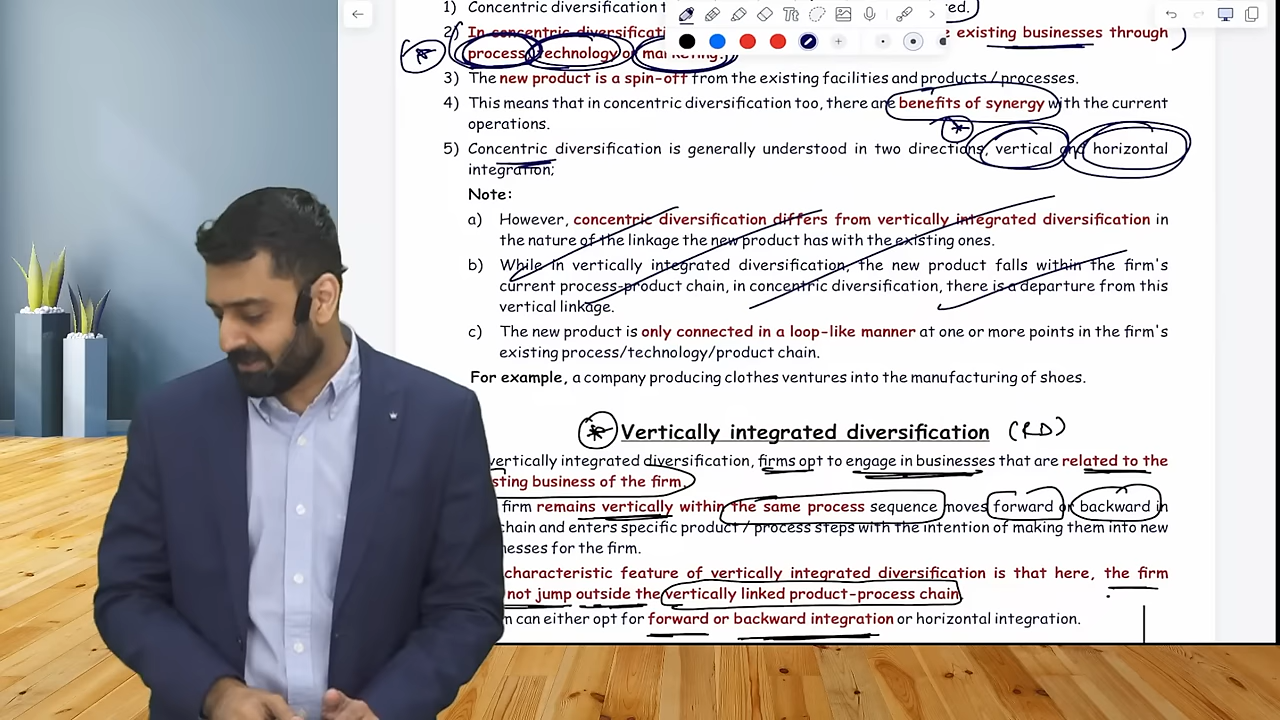 1) Concentric diversification
2) In concentric diversification existing businesses through
process/technology or marketing.
3) The new product is a spin-off from the existing facilities and products / processes.
4) This means that in concentric diversification too, there are benefits of synergy with the current
operations.
5) Concentric diversification is generally understood in two directions, vertical and horizontal
integration;
Note:
a) However, concentric diversification differs from vertically integrated diversification in
the nature of the linkage the new product has with the existing ones.
b) While in vertically integrated diversification, the new product falls within the firm's
current process-product chain, in concentric diversification, there is a departure from this
vertical linkage.
c) The new product is only connected in a loop-like manner at one or more points in the firm's
existing process/technology/product chain.
For example, a company producing clothes ventures into the manufacturing of shoes.
Vertically integrated diversification (RD)
vertically integrated diversification, firms opt to engage in businesses that are related to the
business of the firm.
firm remains vertically within the same process sequence moves forward or backward in
chain and enters specific product / process steps with the intention of making them into new
for the firm.
characteristic feature of vertically integrated diversification is that here, the firm
not jump outside the vertically linked product-process chain
can either opt for forward or backward integration or horizontal integration.